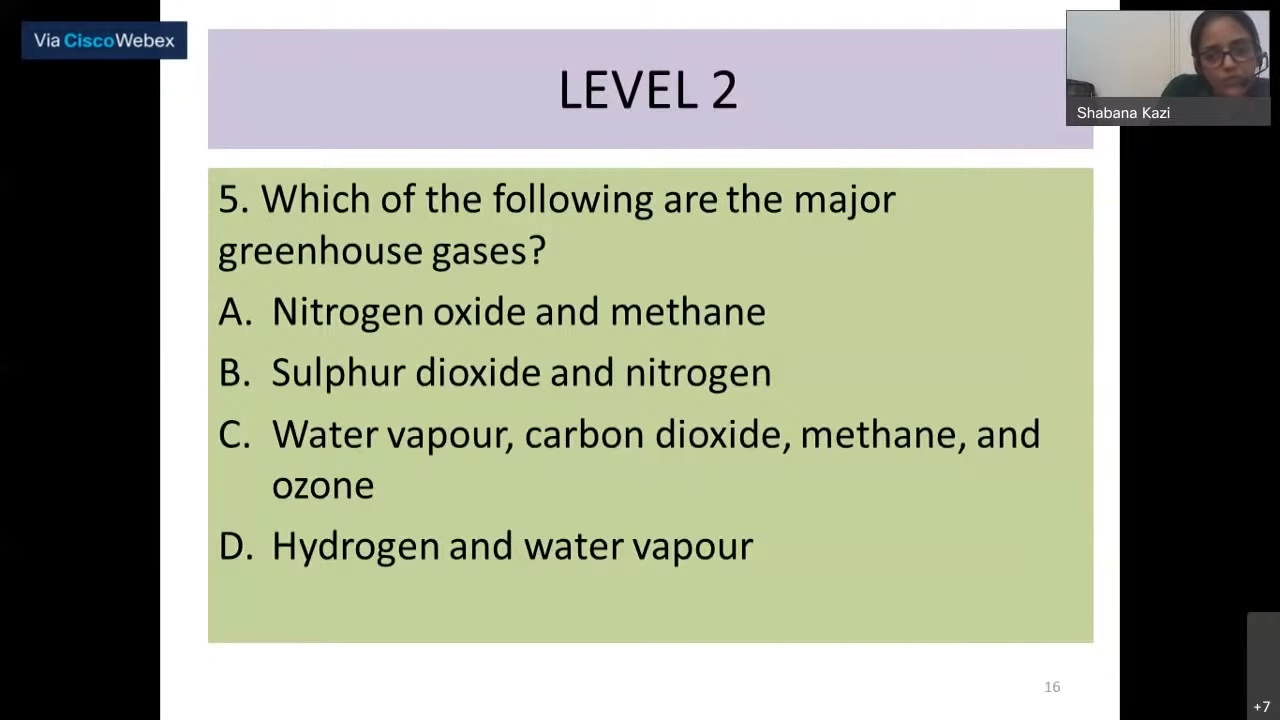 Via CiscoWebex
Shabana Kazi
LEVEL 2
5. Which of the following are the major
greenhouse gases?
A. Nitrogen oxide and methane
B. Sulphur dioxide and nitrogen
C. Water vapour, carbon dioxide, methane, and
ozone
D. Hydrogen and water vapour
16
+7